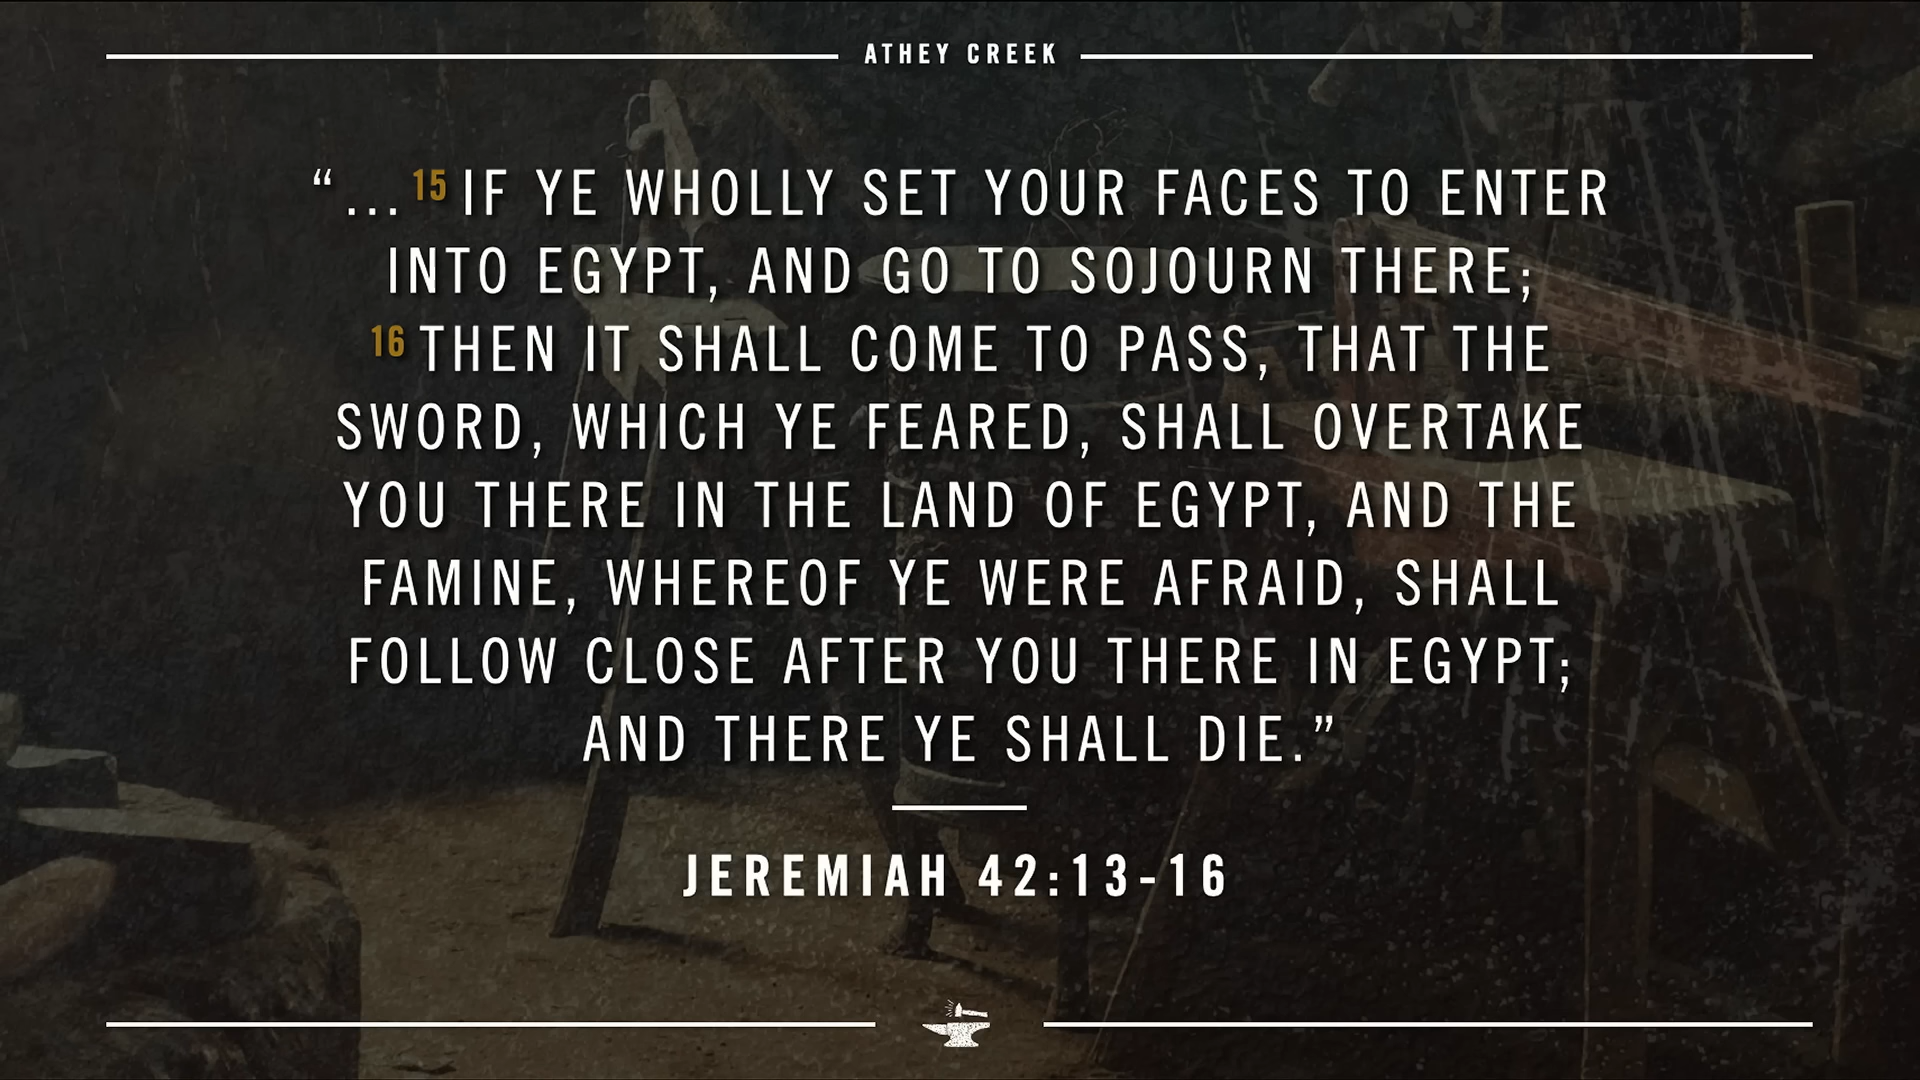 ATHEY CREEK
“...15 IF YE WHOLLY SET YOUR FACES TO ENTER
INTO EGYPT, AND GO TO SOJOURN THERE;
16 THEN IT SHALL COME TO PASS, THAT THE
SWORD, WHICH YE FEARED, SHALL OVERTAKE
YOU THERE IN THE LAND OF EGYPT, AND THE
FAMINE, WHEREOF YE WERE AFRAID, SHALL
FOLLOW CLOSE AFTER YOU THERE IN EGYPT;
AND THERE YE SHALL DIE.”
JEREMIAH 42:13-16